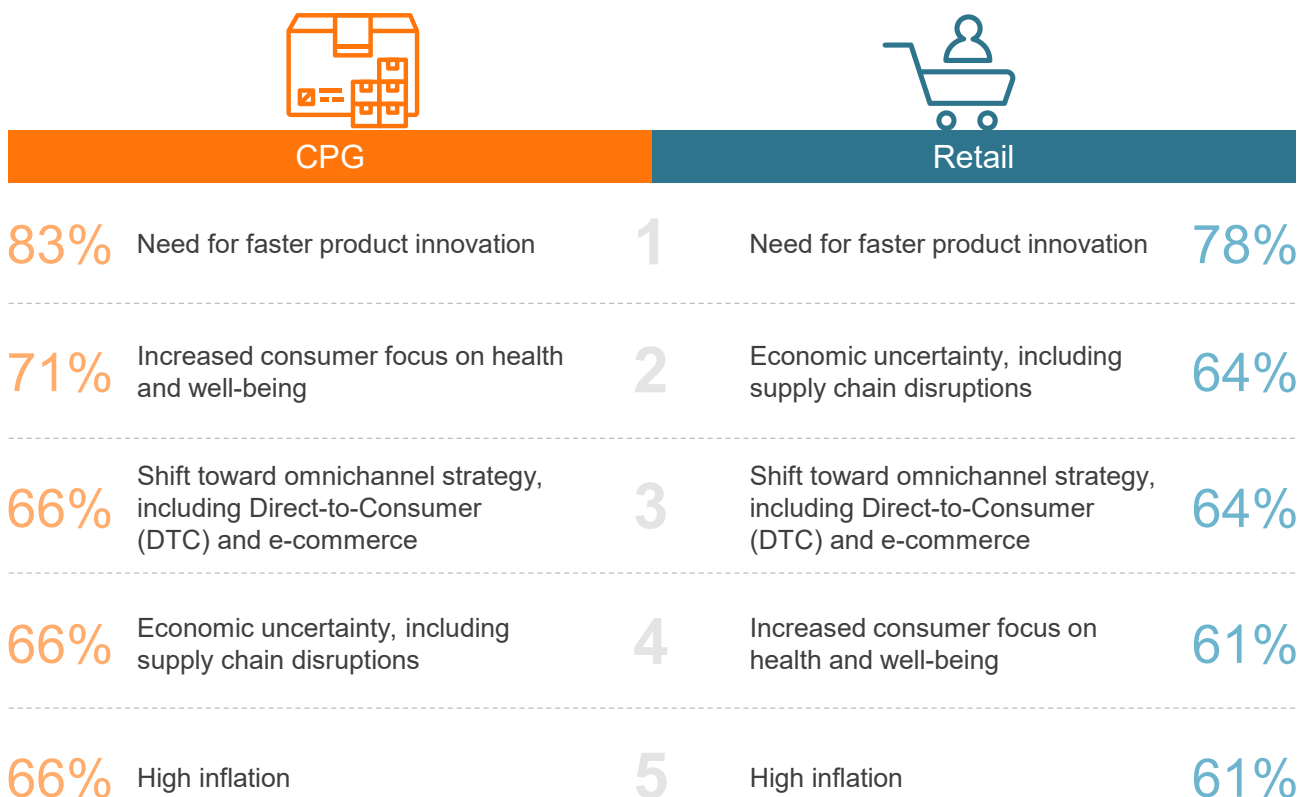 CPG
Retail
83%
Need for faster product innovation
1
Need for faster product innovation
78%
71%
Increased consumer focus on health
and well-being
2
Economic uncertainty, including
supply chain disruptions
64%
66%
Shift toward omnichannel strategy,
including Direct-to-Consumer
(DTC) and e-commerce
3
Shift toward omnichannel strategy,
including Direct-to-Consumer
(DTC) and e-commerce
64%
66%
Economic uncertainty, including
supply chain disruptions
4
Increased consumer focus on
health and well-being
61%
66%
High inflation
5
High inflation
61%